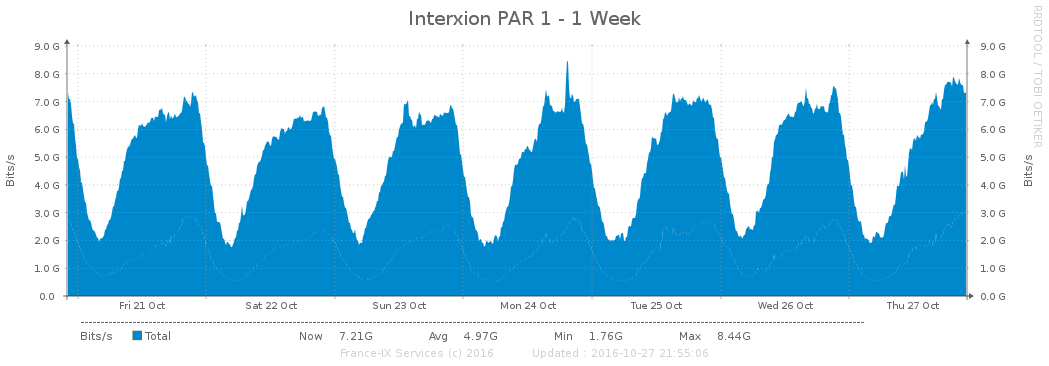 Interxion PAR 1 - 1 Week
RRDTOOL / TOBI OETIKER
Bits/s
9.0 G 9.0 G
8.0 G 8.0 G
7.0 G 7.0 G
6.0 G 6.0 G
5.0 G 5.0 G
4.0 G 4.0 G
3.0 G 3.0 G
2.0 G 2.0 G
1.0 G 1.0 G
0.0 0.0 G
Bits/s
Fri 21 Oct Sat 22 Oct Sun 23 Oct Mon 24 Oct Tue 25 Oct Wed 26 Oct Thu 27 Oct
Bits/s Total Now 7.21G Avg 4.97G Min 1.76G Max 8.44G
France-IX Services (c) 2016 Updated : 2016-10-27 21:55:06